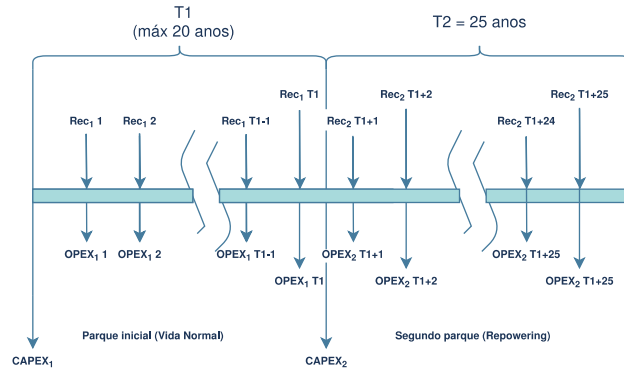 T1
(máx 20 anos)
T2 = 25 anos
Rec₁ T1
Rec₂ T1+2
Rec₂ T1+25
Rec₁ 1
Rec₁ 2
Rec₁ T1-1
Rec₂ T1+1
Rec₂ T1+24
OPEX₁ 1
OPEX₁ 2
OPEX₁ T1-1
OPEX₂ T1+1
OPEX₂ T1+25
OPEX₁ T1
OPEX₂ T1+2
OPEX₂ T1+25
Parque inicial (Vida Normal)
Segundo parque (Repowering)
CAPEX₁
CAPEX₂